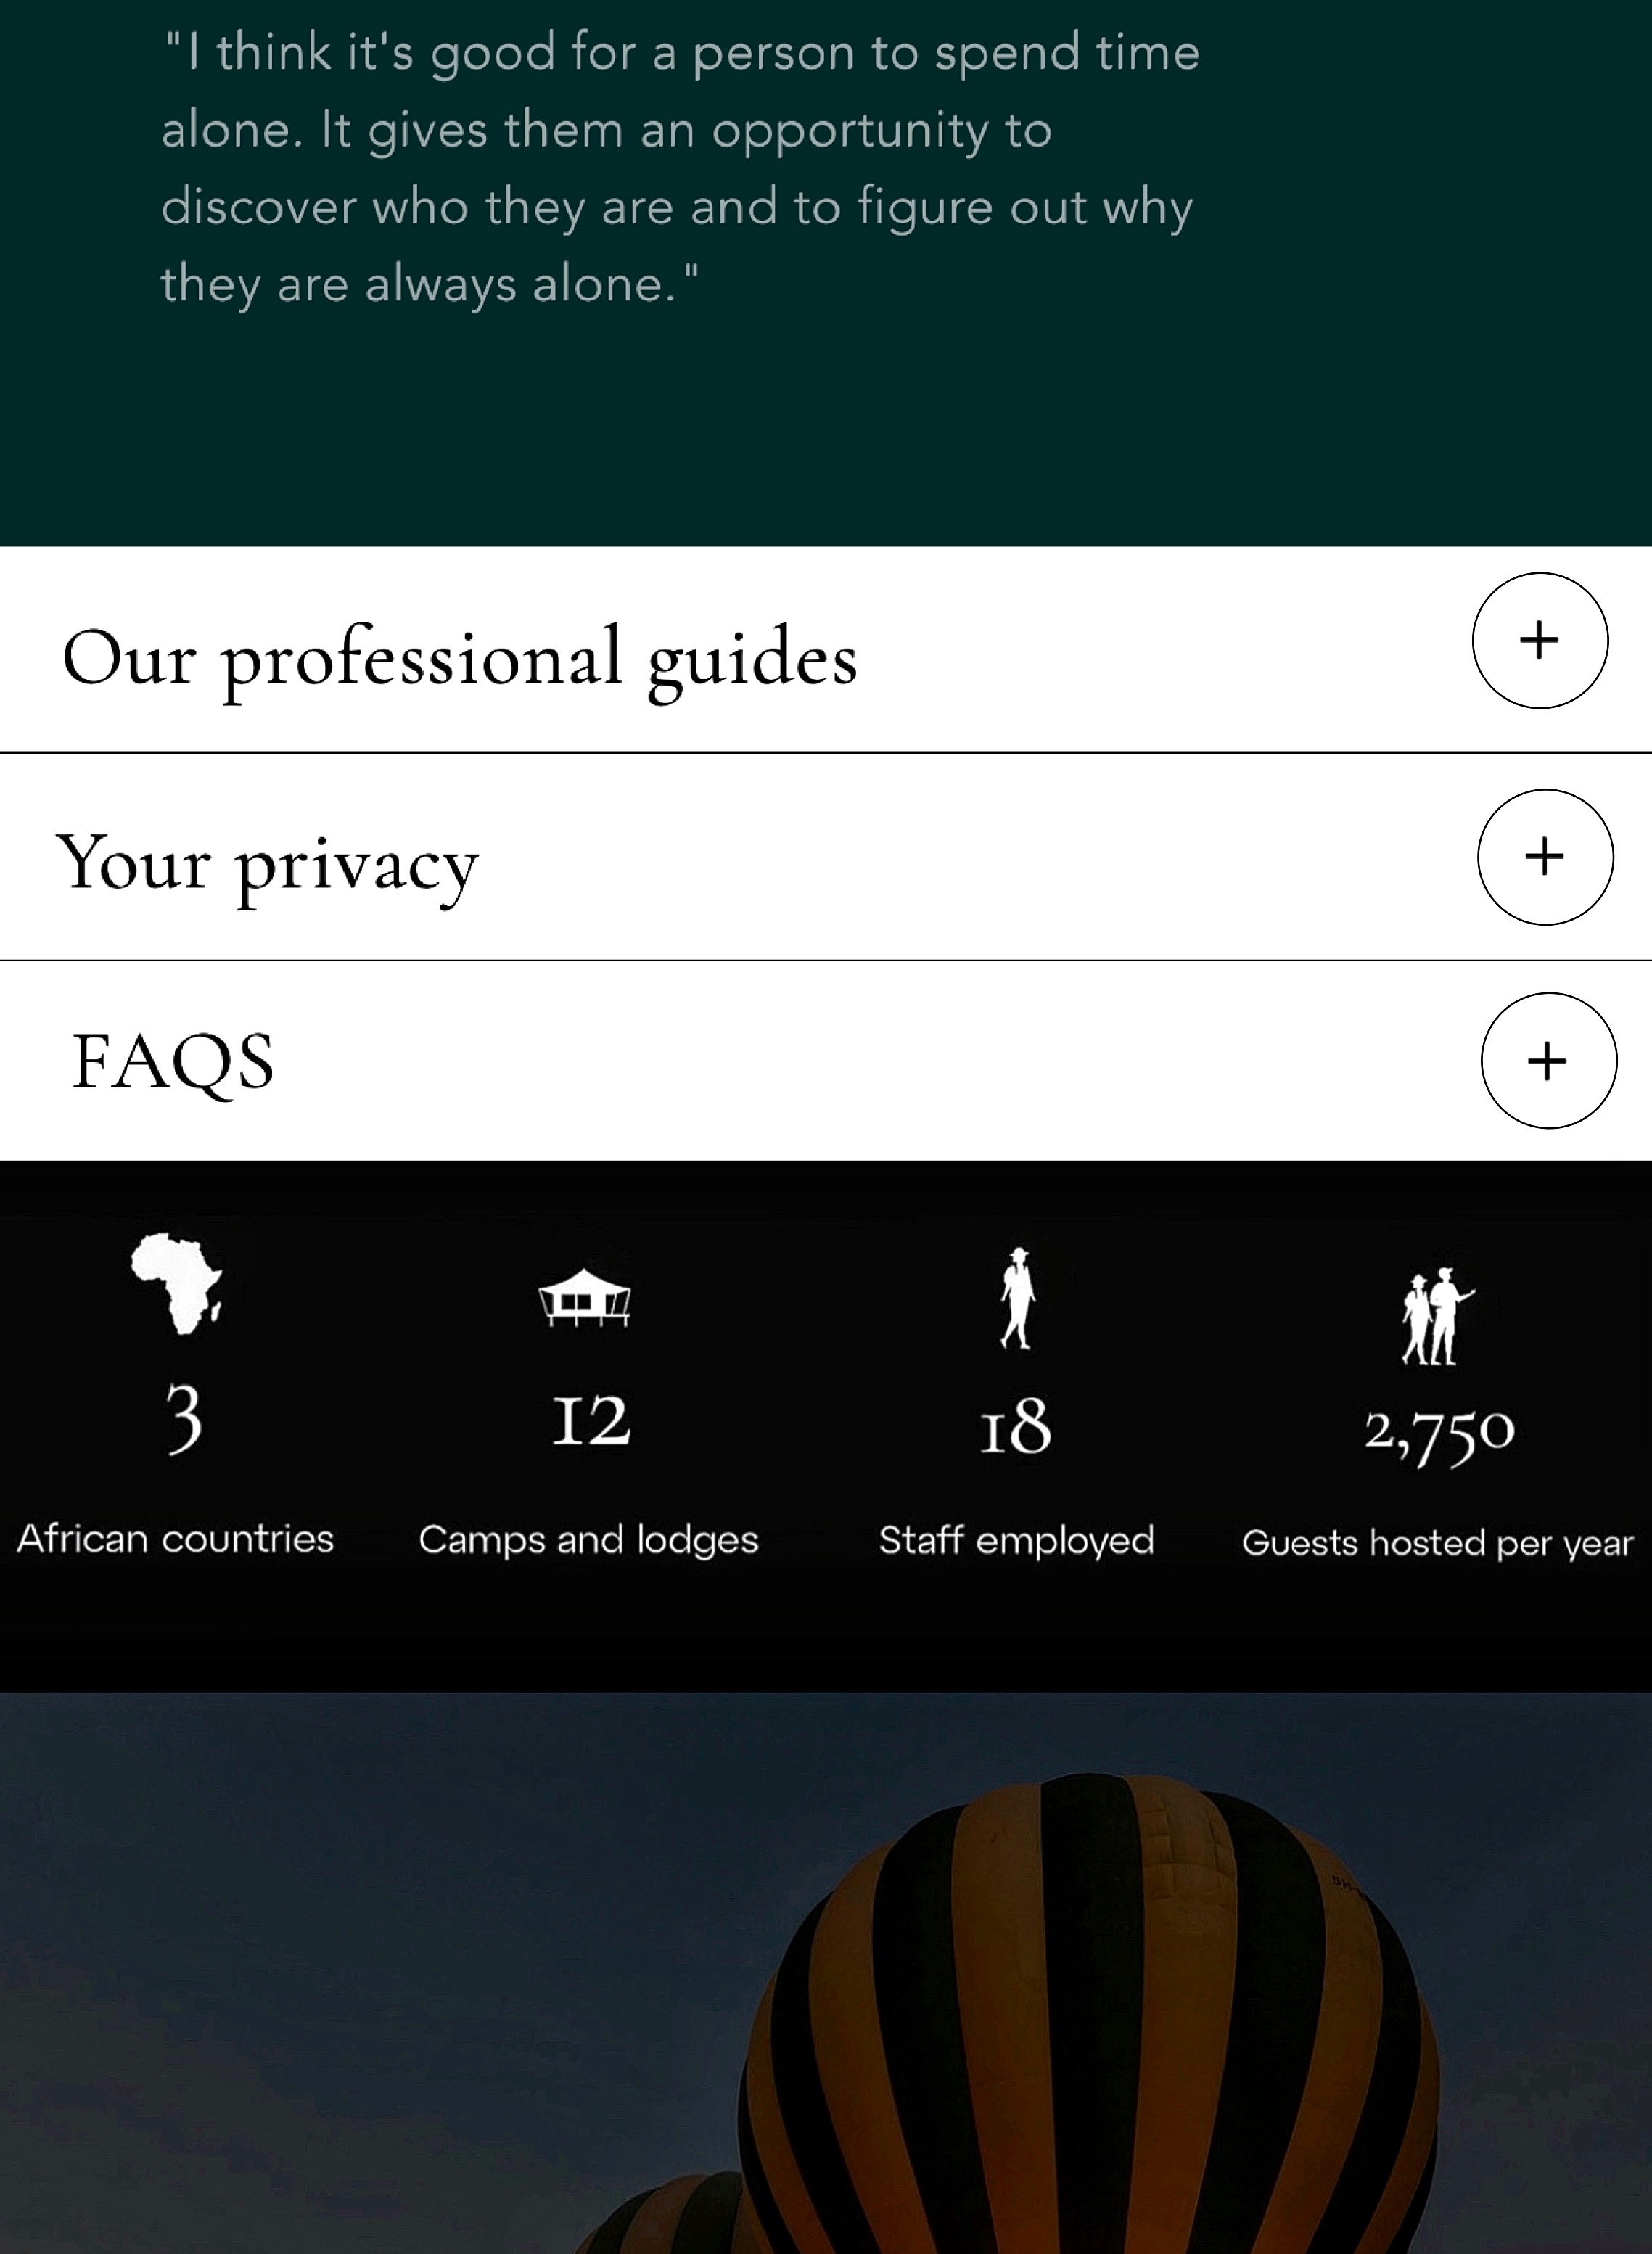 "I think it's good for a person to spend time
alone. It gives them an opportunity to
discover who they are and to figure out why
they are always alone."
Our professional guides
Your privacy
FAQS
3
12
18
2,750
African countries
Camps and lodges
Staff employed
Guests hosted per year